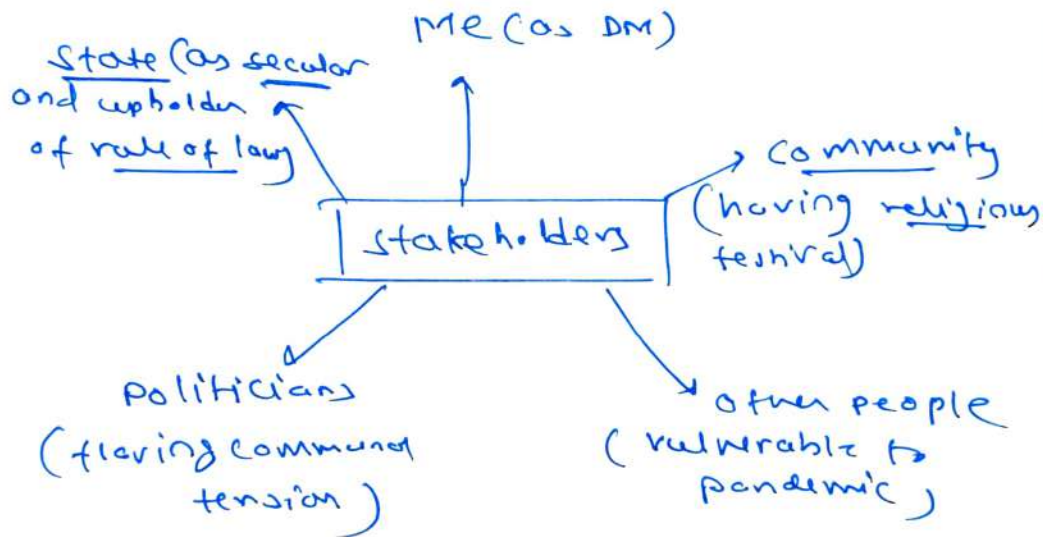 Me (as DM)
State (as secular
and upholder
of rule of law)
Community
(having religious
festival)
Stakeholders
Politicians
(flaring communal
tension)
other people
(vulnerable to
pandemic)